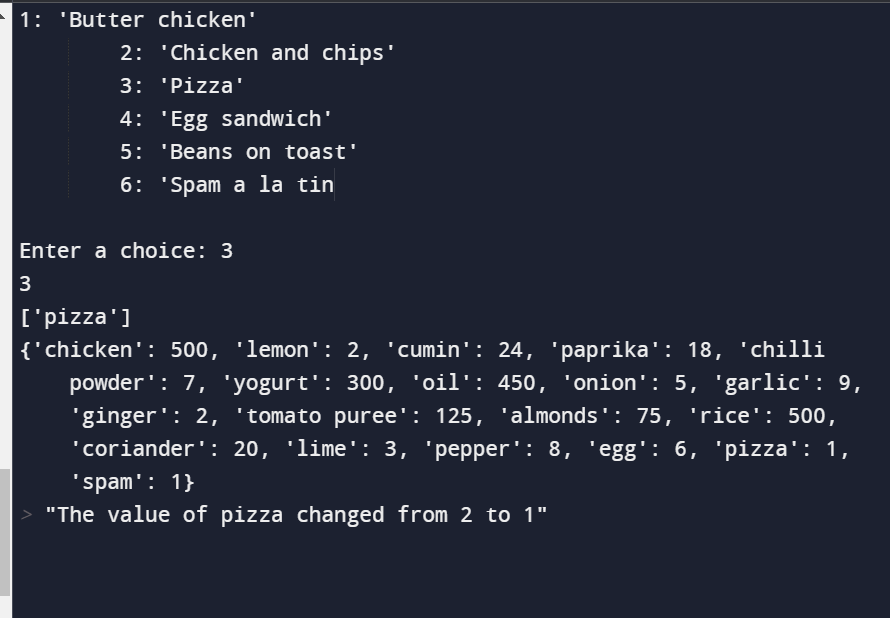 1: 'Butter chicken'
2: 'Chicken and chips'
3: 'Pizza'
4: 'Egg sandwich'
5: 'Beans on toast'
6: 'Spam a la tin
Enter a choice: 3
3
['pizza']
{'chicken': 500, 'lemon': 2, 'cumin': 24, 'paprika': 18, 'chilli
powder': 7, 'yogurt': 300, 'oil': 450, 'onion': 5, 'garlic': 9,
'ginger': 2, 'tomato puree': 125, 'almonds': 75, 'rice': 500,
'coriander': 20, 'lime': 3, 'pepper': 8, 'egg': 6, 'pizza': 1,
'spam': 1}
> "The value of pizza changed from 2 to 1"